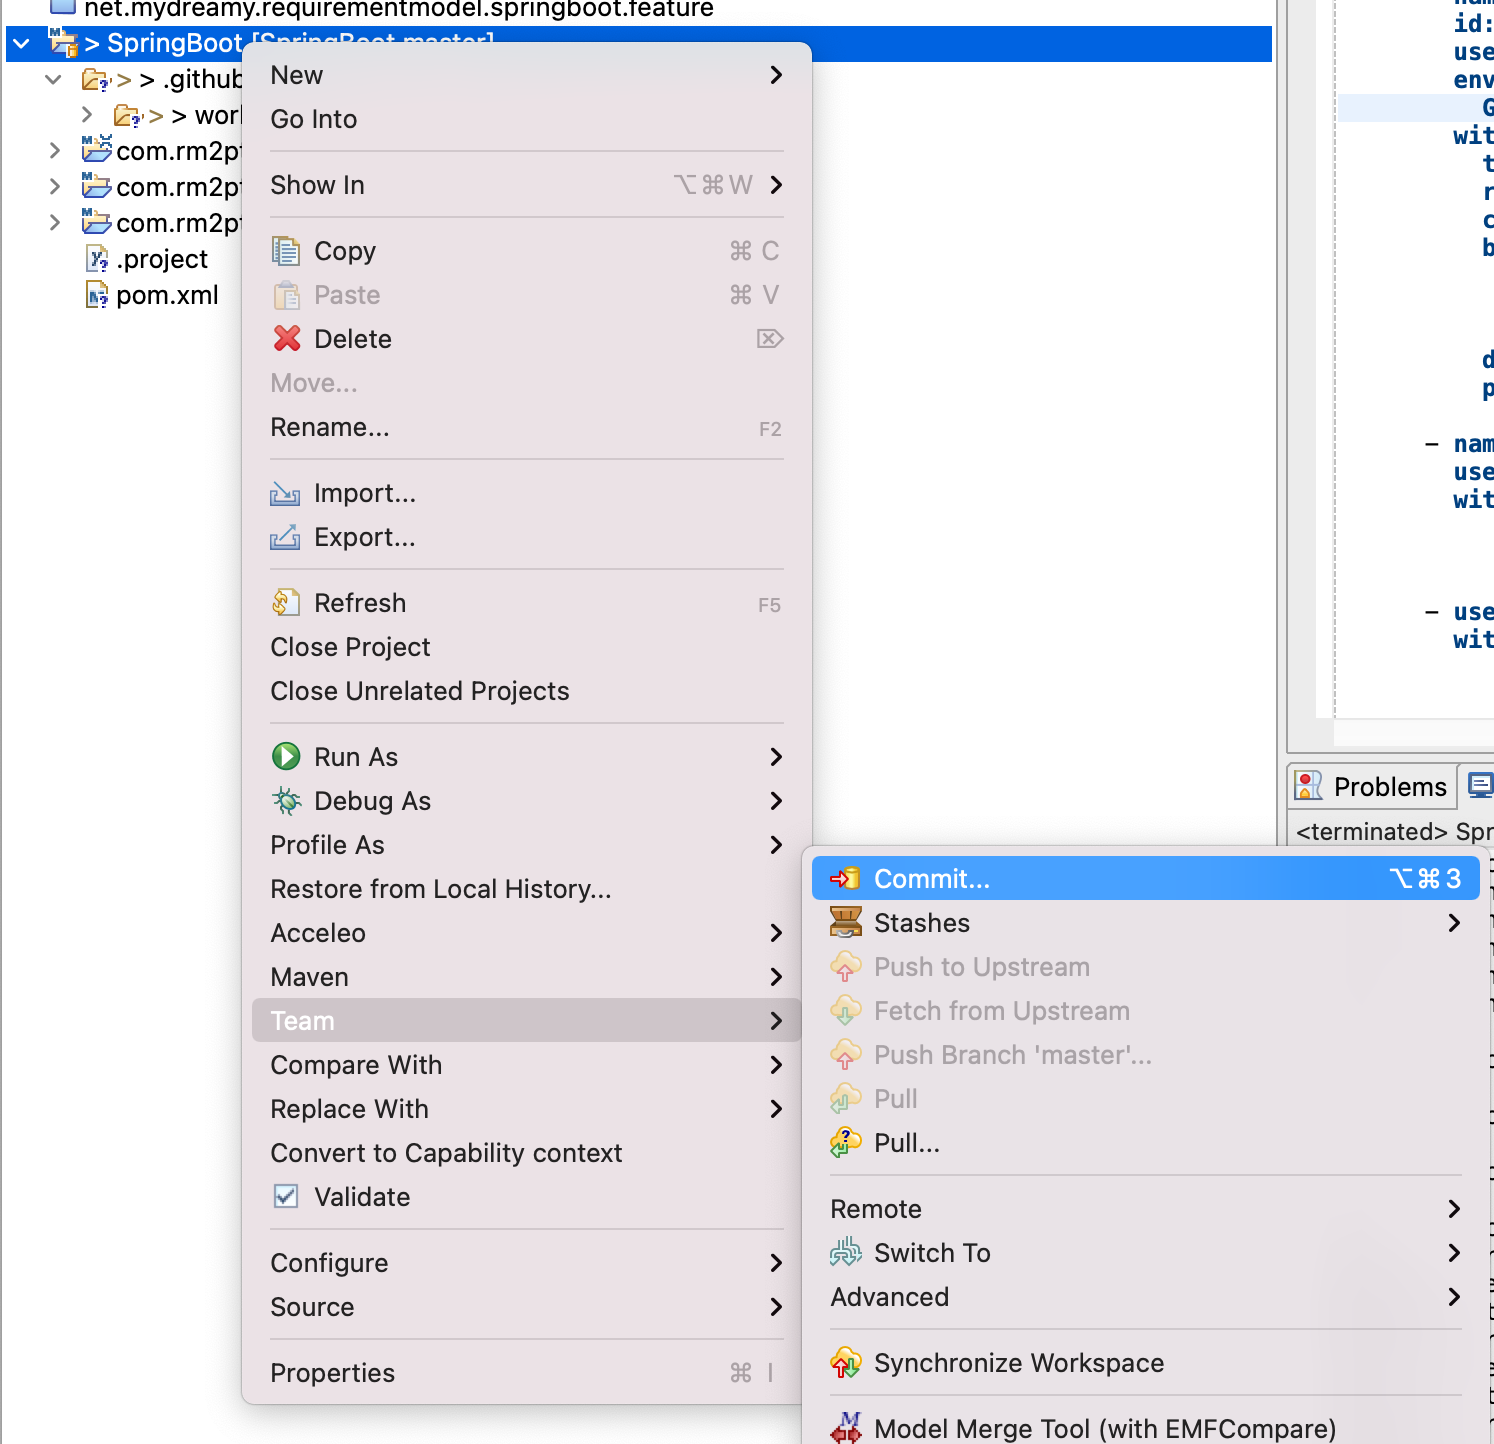 net.mydreamy.requirementmodel.springboot.feature
> SpringBoot [SpringBoot master]
> > .github
> > wor
com.rm2pt
com.rm2pt
com.rm2pt
.project
pom.xml
New
Go Into
Show In ⌥⌘W
Copy ⌘ C
Paste ⌘ V
Delete ⌦
Move...
Rename... F2
Import...
Export...
Refresh F5
Close Project
Close Unrelated Projects
Run As
Debug As
Profile As
Restore from Local History...
Acceleo
Maven
Team
Compare With
Replace With
Convert to Capability context
Validate
Configure
Source
Properties ⌘ I
Commit... ⌥⌘3
Stashes
Push to Upstream
Fetch from Upstream
Push Branch 'master'...
Pull
Pull...
Remote
Switch To
Advanced
Synchronize Workspace
Model Merge Tool (with EMFCompare)
id:
use
env
G
wit
t
r
c
b
d
p
- nam
use
wit
- use
wit
Problems
<terminated> Spr